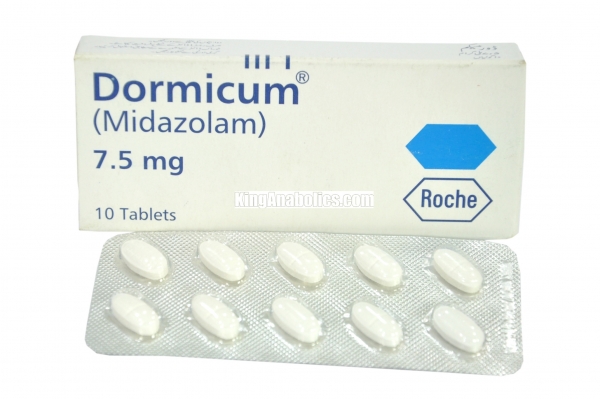 Dormicum®
(Midazolam)
7.5 mg
KingAnabolics.com
10 Tablets
Roche